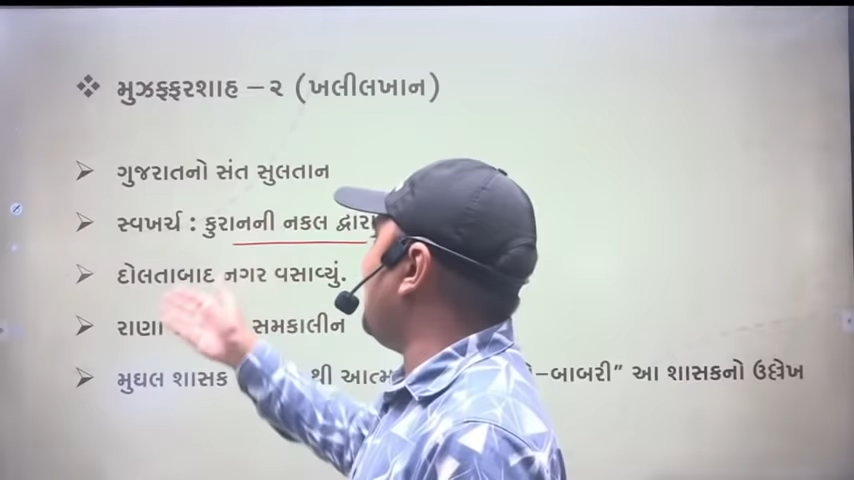 મુઝફ્ફરશાહ – ૨ (ખલીલખાન)
ગુજરાતનો સંત સુલતાન
સ્વખર્ચ : કુરાનની નકલ દ્વારા
દોલતાબાદ નગર વસાવ્યું.
રાણા સમકાલીન
મુઘલ શાસક થી –બાબરી” આ શાસકનો ઉલ્લેખ